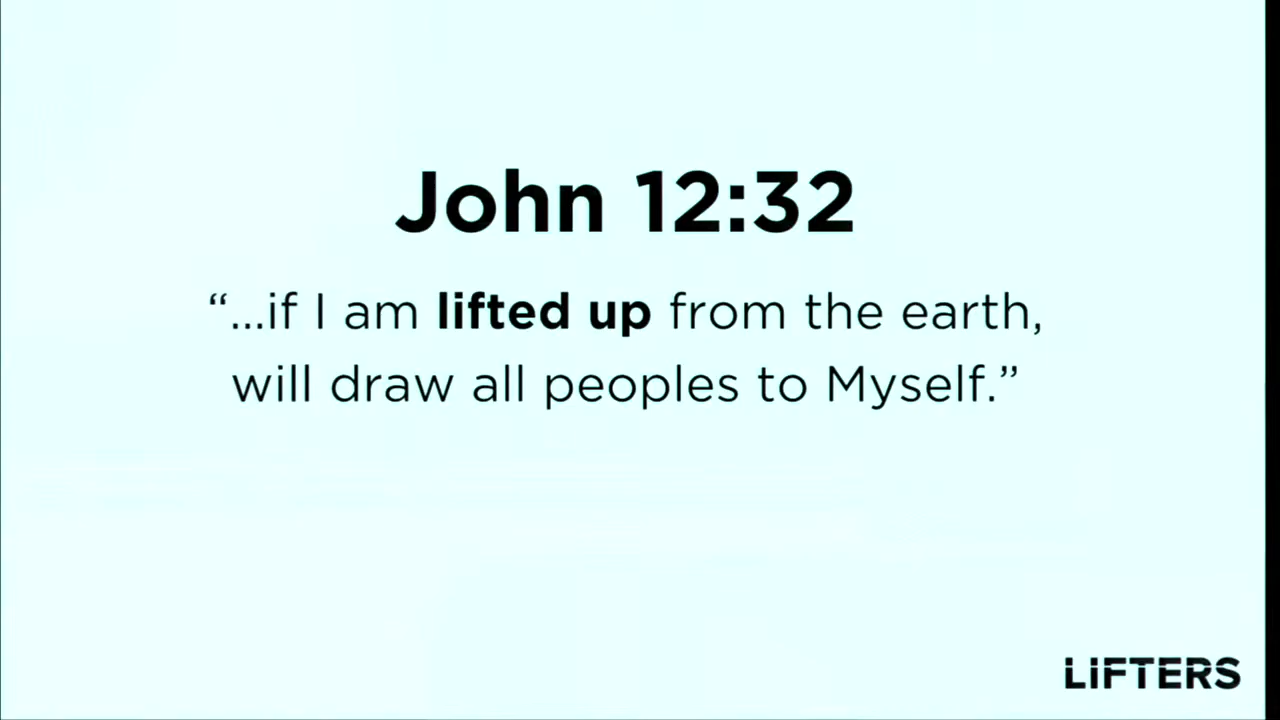 John 12:32
“...if I am lifted up from the earth,
will draw all peoples to Myself.”
LiFTERS